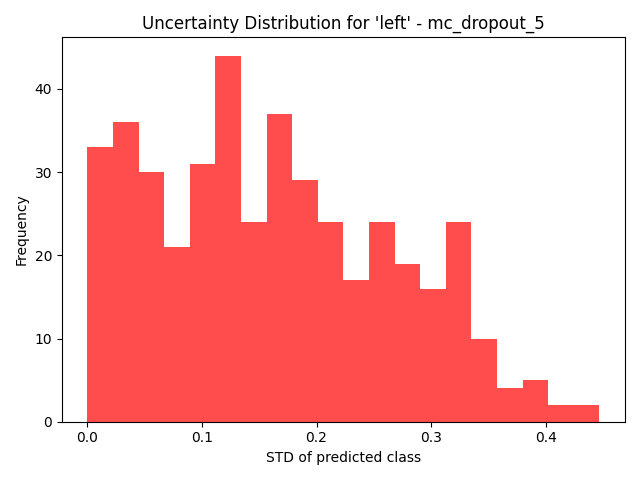 Uncertainty Distribution for 'left' - mc_dropout_5
Frequency
40
30
20
10
0
0.0 0.1 0.2 0.3 0.4
STD of predicted class